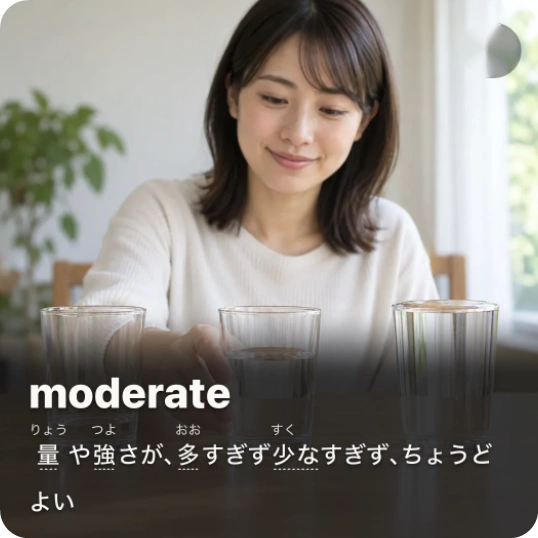 moderate
りょう つよ おお すく
量や強さが、多すぎず少なすぎず、ちょうど
よい